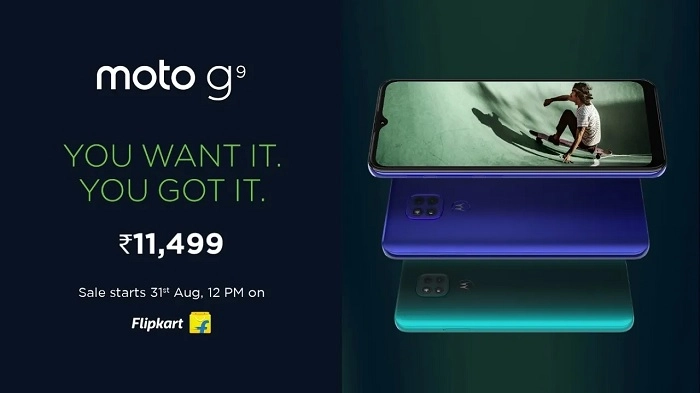 moto g⁹
YOU WANT IT.
YOU GOT IT.
₹11,499
Sale starts 31ˢᵗ Aug, 12 PM on
Flipkart